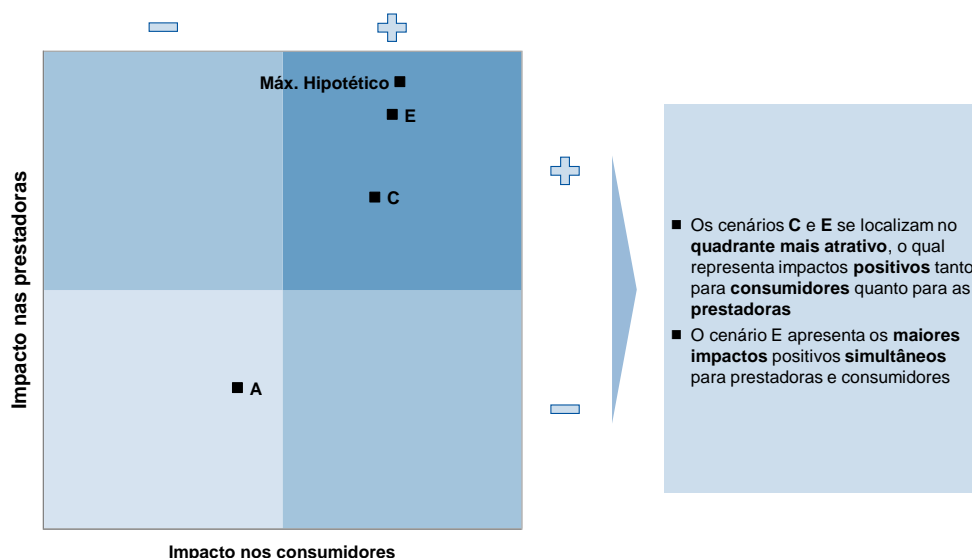 Máx. Hipotético
E
C
A
Impacto nas prestadoras
Impacto nos consumidores
Os cenários C e E se localizam no
quadrante mais atrativo, o qual
representa impactos positivos tanto
para consumidores quanto para as
prestadoras
O cenário E apresenta os maiores
impactos positivos simultâneos
para prestadoras e consumidores